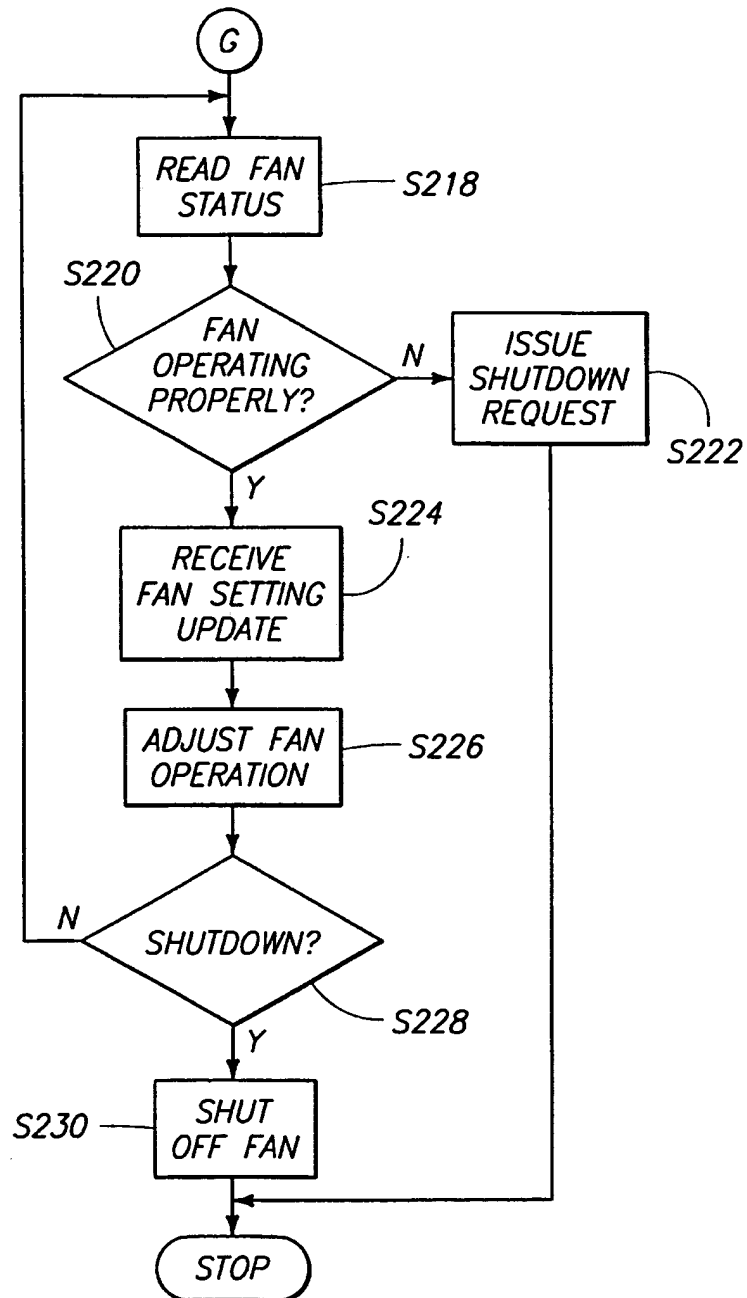 G
READ FAN
STATUS
S218
S220
FAN
OPERATING
PROPERLY?
N
ISSUE
SHUTDOWN
REQUEST
S222
Y
S224
RECEIVE
FAN SETTING
UPDATE
ADJUST FAN
OPERATION
S226
N
SHUTDOWN?
S228
Y
S230
SHUT
OFF FAN
STOP